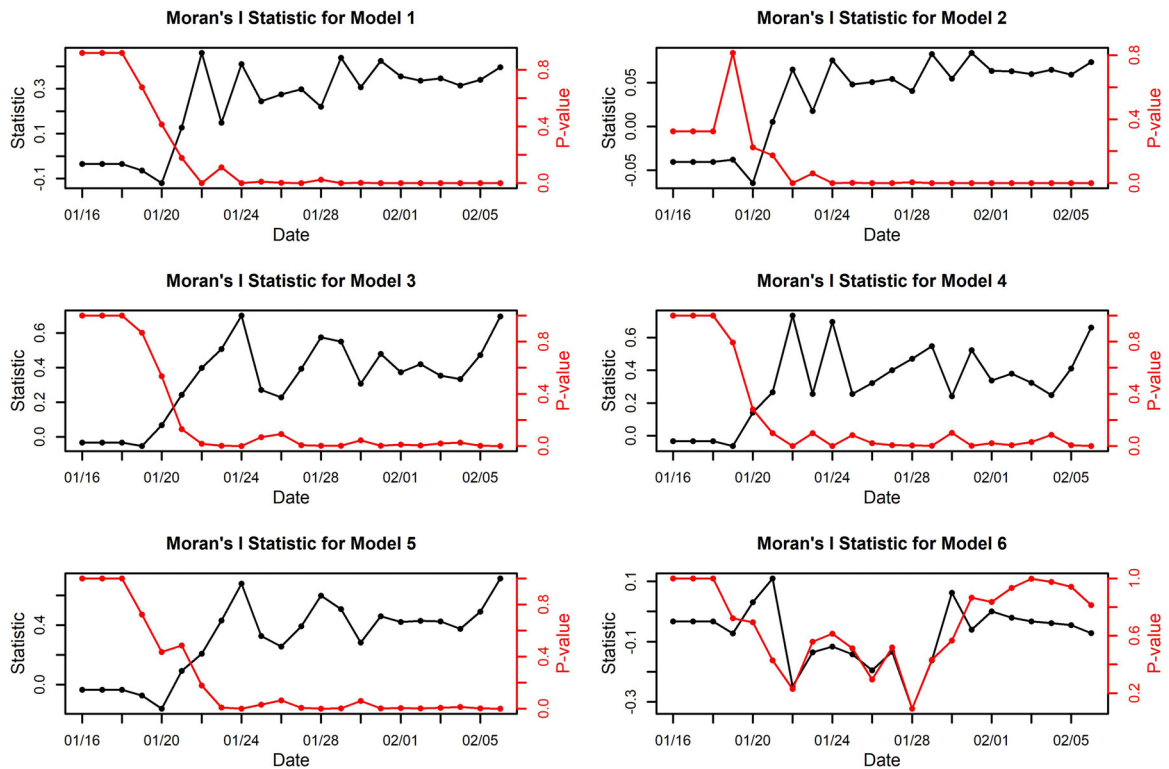 Moran's I Statistic for Model 1
Statistic
-0.1 0.1 0.3
0.0 0.4 0.8
P-value
01/16 01/20 01/24 01/28 02/01 02/05
Date
Moran's I Statistic for Model 2
Statistic
-0.05 0.00 0.05
0.0 0.4 0.8
P-value
01/16 01/20 01/24 01/28 02/01 02/05
Date
Moran's I Statistic for Model 3
Statistic
0.0 0.2 0.4 0.6
0.0 0.4 0.8
P-value
01/16 01/20 01/24 01/28 02/01 02/05
Date
Moran's I Statistic for Model 4
Statistic
0.0 0.2 0.4 0.6
0.0 0.4 0.8
P-value
01/16 01/20 01/24 01/28 02/01 02/05
Date
Moran's I Statistic for Model 5
Statistic
0.0 0.4
0.0 0.4 0.8
P-value
01/16 01/20 01/24 01/28 02/01 02/05
Date
Moran's I Statistic for Model 6
Statistic
-0.3 -0.1 0.1
0.2 0.6 1.0
P-value
01/16 01/20 01/24 01/28 02/01 02/05
Date